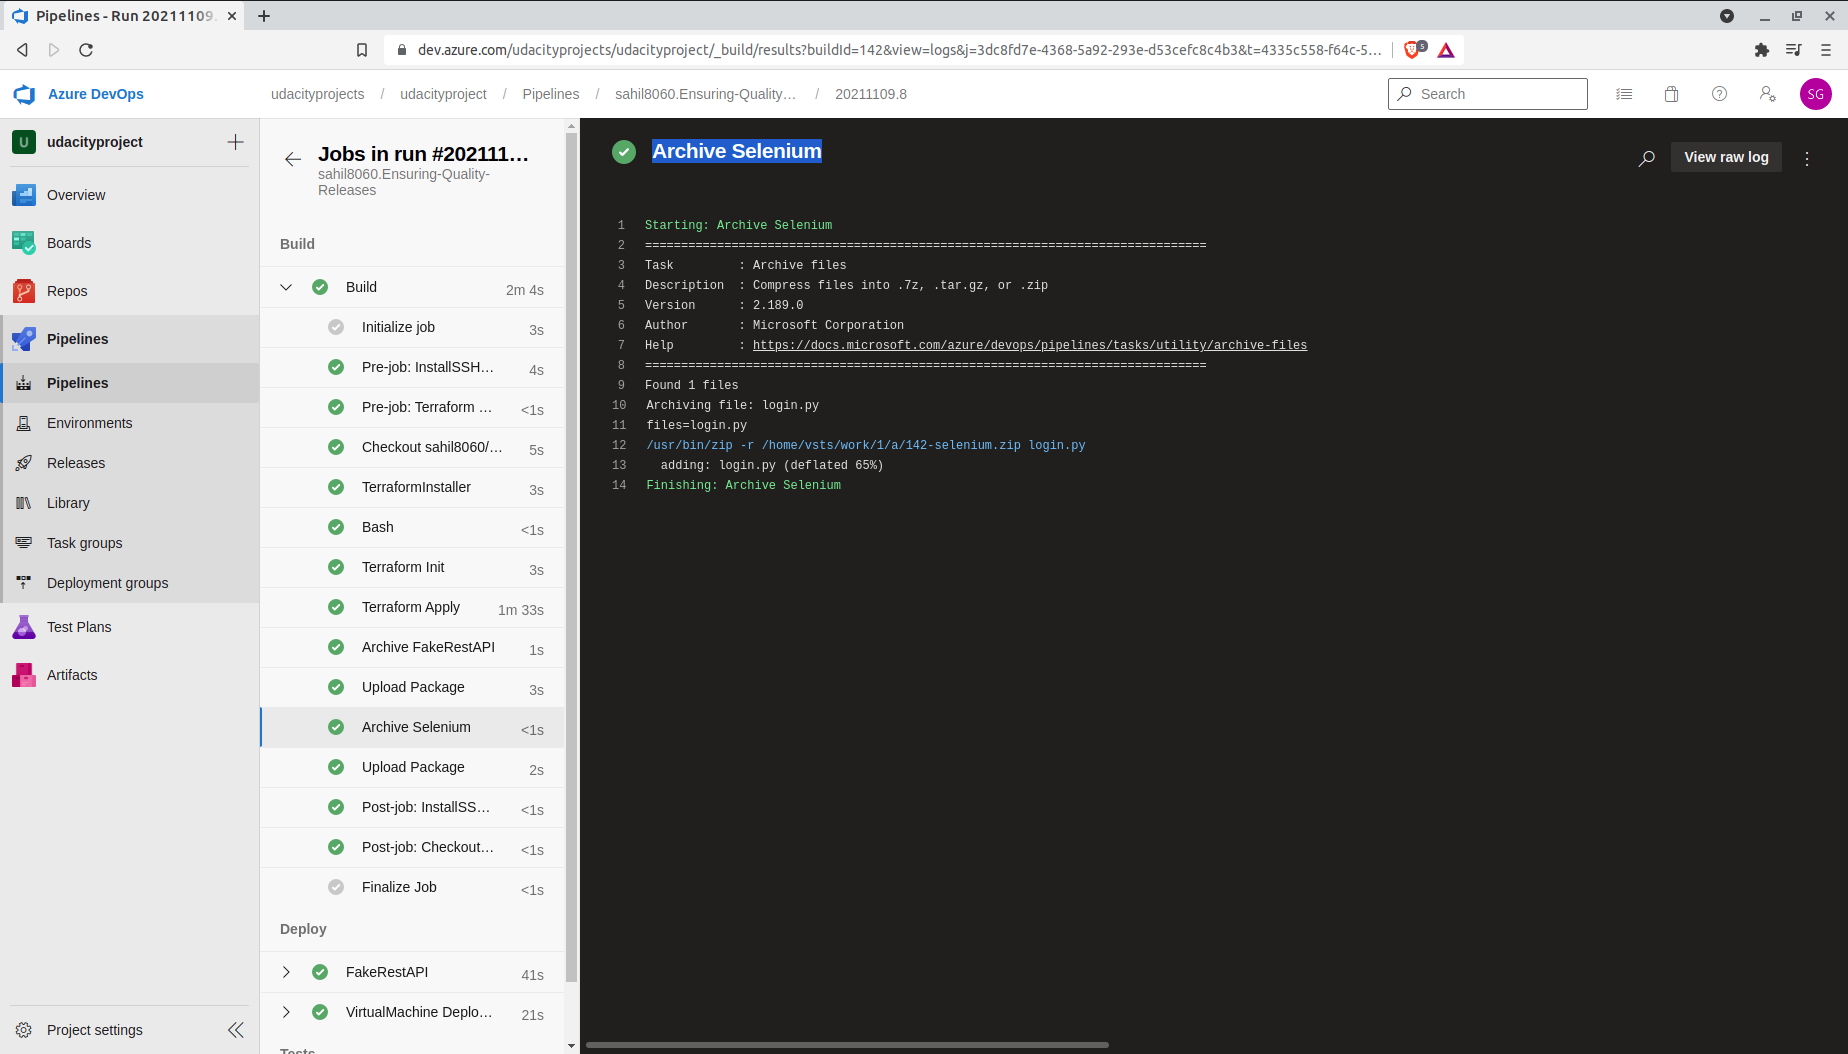 Pipelines - Run 20211109.
dev.azure.com/udacityprojects/udacityproject/_build/results?buildId=142&view=logs&j=3dc8fd7e-4368-5a92-293e-d53cefc8c4b3&t=4335c558-f64c-5...
5
Azure DevOps
udacityprojects / udacityproject / Pipelines / sahil8060.Ensuring-Quality... / 20211109.8
Search
SG
U udacityproject
Overview
Boards
Repos
Pipelines
Pipelines
Environments
Releases
Library
Task groups
Deployment groups
Test Plans
Artifacts
Project settings
Jobs in run #202111...
sahil8060.Ensuring-Quality-
Releases
Build
Build 2m 4s
Initialize job 3s
Pre-job: InstallSSH... 4s
Pre-job: Terraform ... <1s
Checkout sahil8060/... 5s
TerraformInstaller 3s
Bash <1s
Terraform Init 3s
Terraform Apply 1m 33s
Archive FakeRestAPI 1s
Upload Package 3s
Archive Selenium <1s
Upload Package 2s
Post-job: InstallSS... <1s
Post-job: Checkout... <1s
Finalize Job <1s
Deploy
FakeRestAPI 41s
VirtualMachine Deplo... 21s
Tests
Archive Selenium
View raw log
1 Starting: Archive Selenium
2 ==============================================================================
3 Task : Archive files
4 Description : Compress files into .7z, .tar.gz, or .zip
5 Version : 2.189.0
6 Author : Microsoft Corporation
7 Help : https://docs.microsoft.com/azure/devops/pipelines/tasks/utility/archive-files
8 ==============================================================================
9 Found 1 files
10 Archiving file: login.py
11 files=login.py
12 /usr/bin/zip -r /home/vsts/work/1/a/142-selenium.zip login.py
13 adding: login.py (deflated 65%)
14 Finishing: Archive Selenium